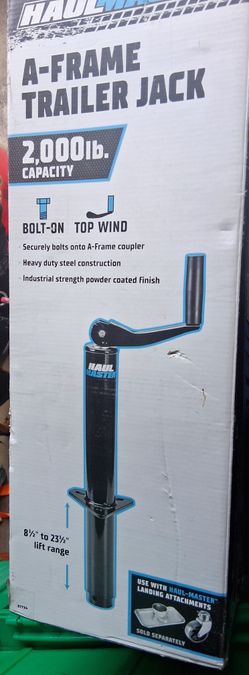 HAUL MASTER
A-FRAME
TRAILER JACK
2,000lb.
CAPACITY
BOLT-ON TOP WIND
· Securely bolts onto A-Frame coupler
· Heavy duty steel construction
· Industrial strength powder coated finish
HAUL
MASTER
8½" to 23½"
lift range
USE WITH HAUL-MASTER™
LANDING ATTACHMENTS
SOLD SEPARATELY